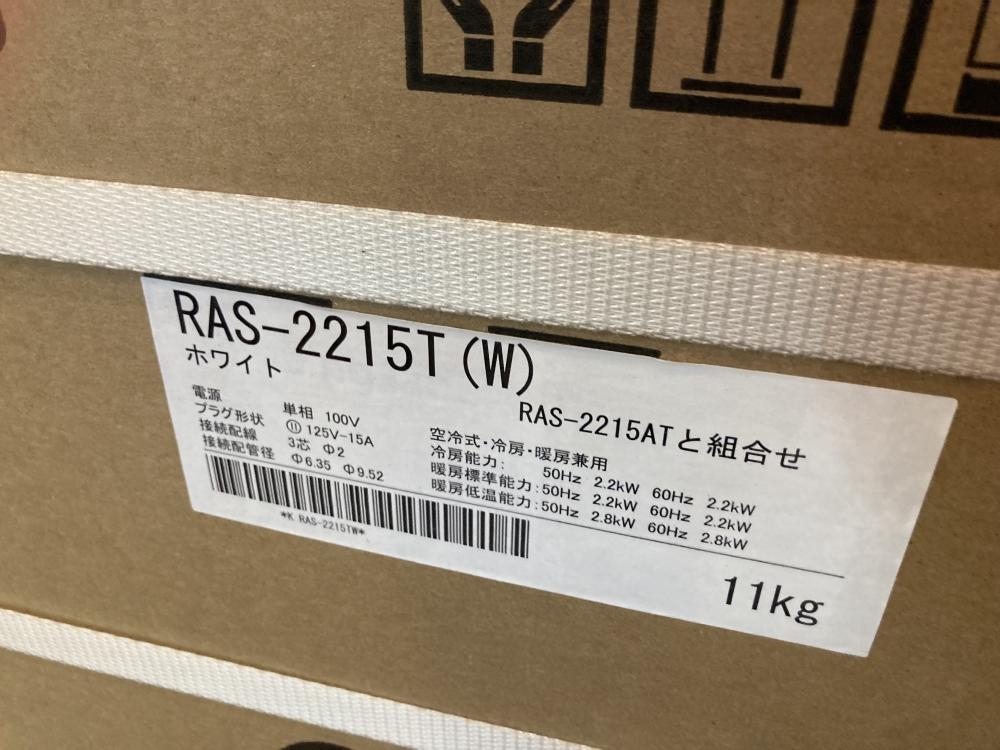 RAS-2215T(W)
ホワイト
RAS-2215ATと組合せ
電源 単相 100V
プラグ形状 125V-15A
接続配線 3芯 Φ2
接続配管径 Φ6.35 Φ9.52
空冷式・冷房・暖房兼用
冷房能力: 50Hz 2.2kW 60Hz 2.2kW
暖房標準能力:50Hz 2.2kW 60Hz 2.2kW
暖房低温能力:50Hz 2.8kW 60Hz 2.8kW
*K RAS-2215TW*
11kg